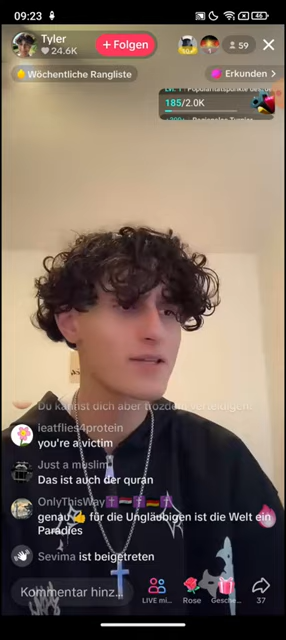 09:23
46
Tyler
24.6K
+ Folgen
59
Wöchentliche Rangliste
Erkunden >
185/2.0K
Du kannst dich aber trozdem verteidigen.
ieatflies4protein
you're a victim
Just a muslim
Das ist auch der quran
OnlyThisWay
genau 👍 für die Ungläubigen ist die Welt ein
Paradies
Sevima ist beigetreten
Kommentar hinz...
LIVE mi...
Rose
Gesche...
37